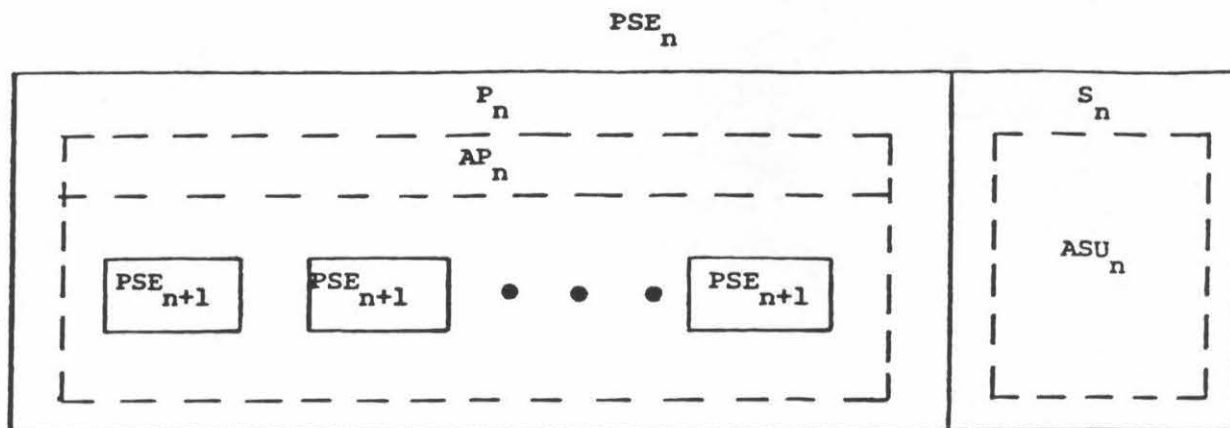 PSE_n
P_n S_n
AP_n
ASU_n
PSE_n+1 PSE_n+1 PSE_n+1